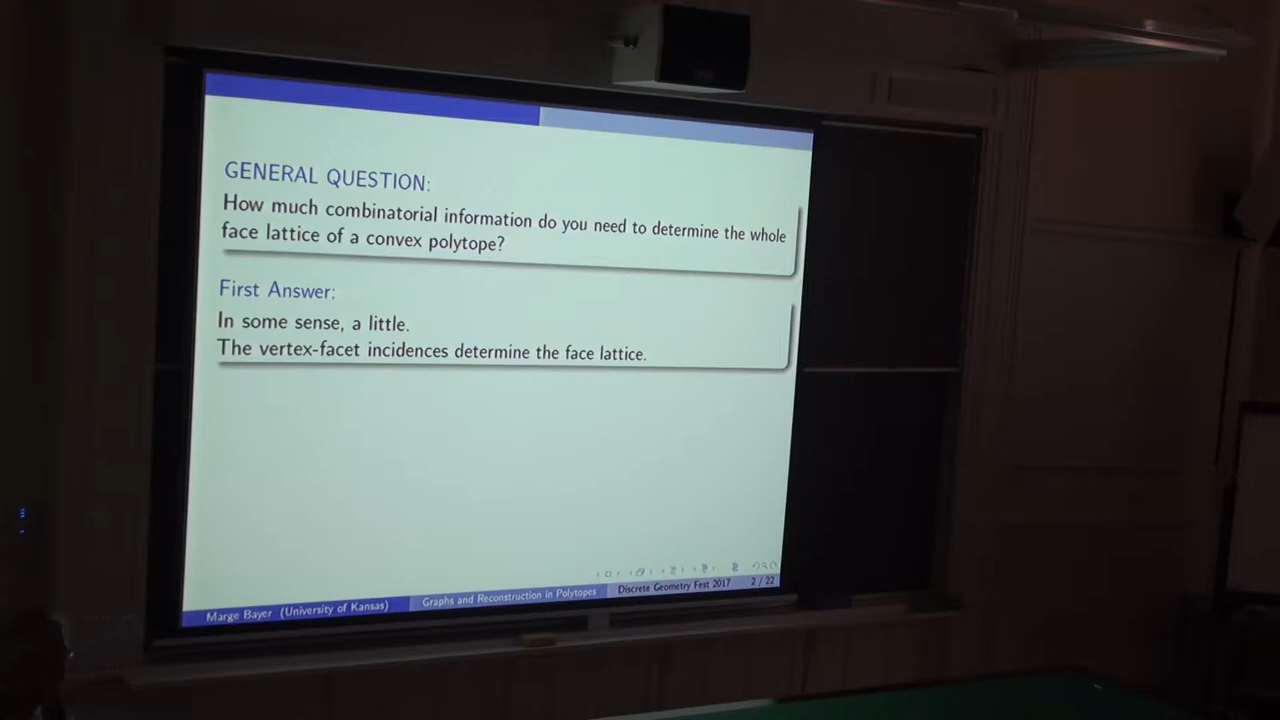 GENERAL QUESTION:
How much combinatorial information do you need to determine the whole
face lattice of a convex polytope?
First Answer:
In some sense, a little.
The vertex-facet incidences determine the face lattice.
Marge Bayer (University of Kansas) Graphs and Reconstruction in Polytopes Discrete Geometry Fest 2017 2 / 22